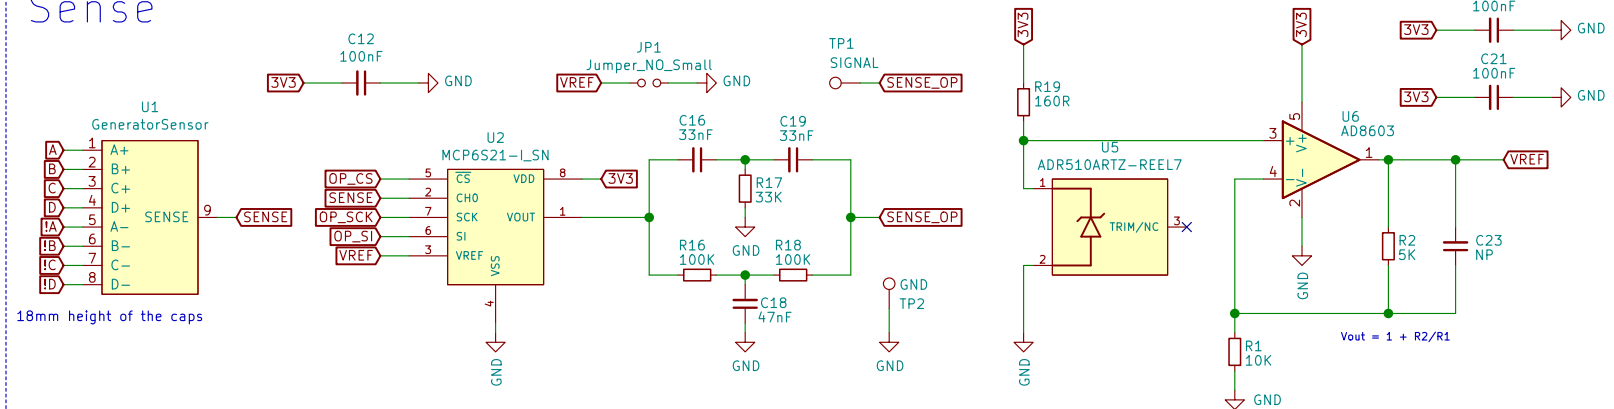 Sense
C12
100nF
3V3
GND
JP1
Jumper_NO_Small
VREF
GND
TP1
SIGNAL
SENSE_OP
U1
GeneratorSensor
A
1
A+
B
2
B+
C
3
C+
D
4
D+
!A
5
A-
!B
6
B-
!C
7
C-
!D
8
D-
SENSE
9
SENSE
18mm height of the caps
U2
MCP6S21-I_SN
OP_CS
5
CS
SENSE
2
CH0
OP_SCK
7
SCK
OP_SI
6
SI
VREF
3
VREF
VDD
8
3V3
VOUT
1
VSS
4
GND
C16
33nF
C19
33nF
R17
33K
GND
R16
100K
R18
100K
C18
47nF
GND
SENSE_OP
GND
TP2
GND
3V3
R19
160R
U5
ADR510ARTZ-REEL7
1
2
TRIM/NC
3
GND
3V3
U6
AD8603
5
V+
3
+
4
-
V-
2
1
GND
VREF
R2
5K
C23
NP
Vout = 1 + R2/R1
R1
10K
GND
100nF
3V3
GND
C21
100nF
3V3
GND